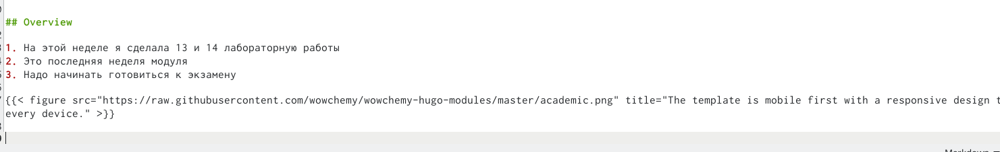 ## Overview
1. На этой неделе я сделала 13 и 14 лабораторную работы
2. Это последняя неделя модуля
3. Надо начинать готовиться к экзамену
{{< figure src="https://raw.githubusercontent.com/wowchemy/wowchemy-hugo-modules/master/academic.png" title="The template is mobile first with a responsive design
every device." >}}